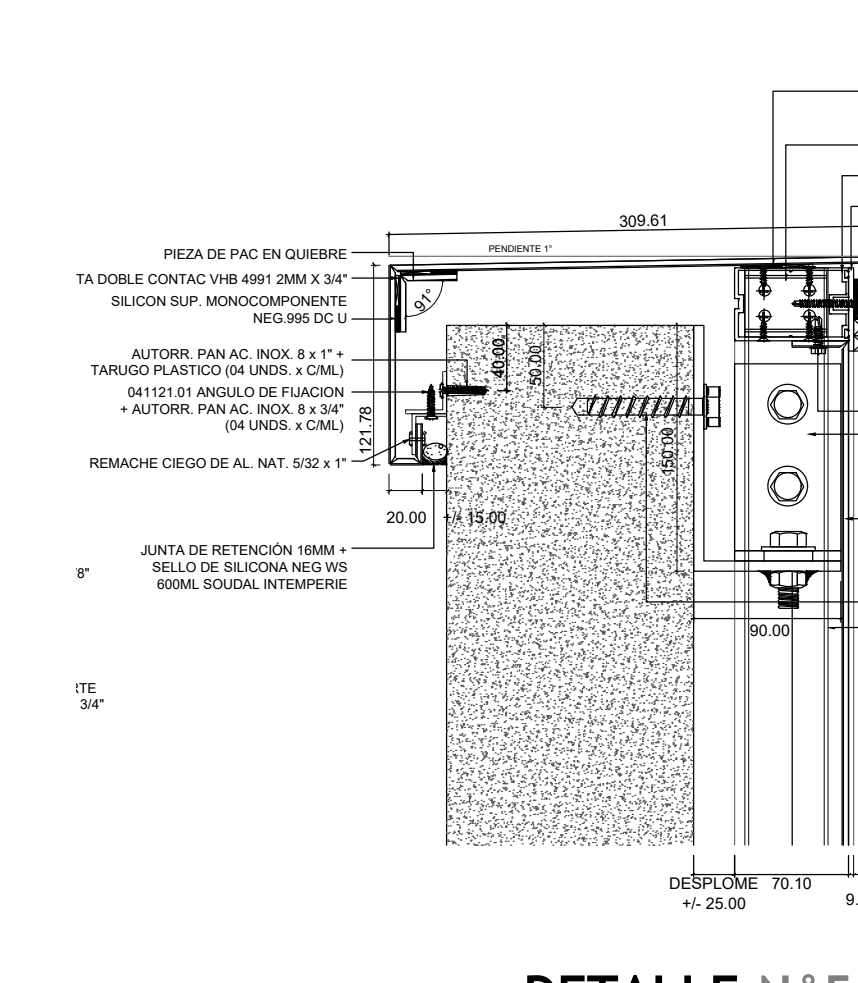 309.61
PENDIENTE 1°
PIEZA DE PAC EN QUIEBRE
TA DOBLE CONTAC VHB 4991 2MM X 3/4"
SILICON SUP. MONOCOMPONENTE
NEG.995 DC U
91°
AUTORR. PAN AC. INOX. 8 x 1" +
TARUGO PLASTICO (04 UNDS. x C/ML)
041121.01 ANGULO DE FIJACION
+ AUTORR. PAN AC. INOX. 8 x 3/4"
(04 UNDS. x C/ML)
REMACHE CIEGO DE AL. NAT. 5/32 x 1"
121.78
40.00
50.00
150.00
20.00
+/- 15.00
JUNTA DE RETENCIÓN 16MM +
SELLO DE SILICONA NEG WS
600ML SOUDAL INTEMPERIE
/8"
90.00
RTE
3/4"
DESPLOME
+/- 25.00
70.10
9.
DETALLE N°5